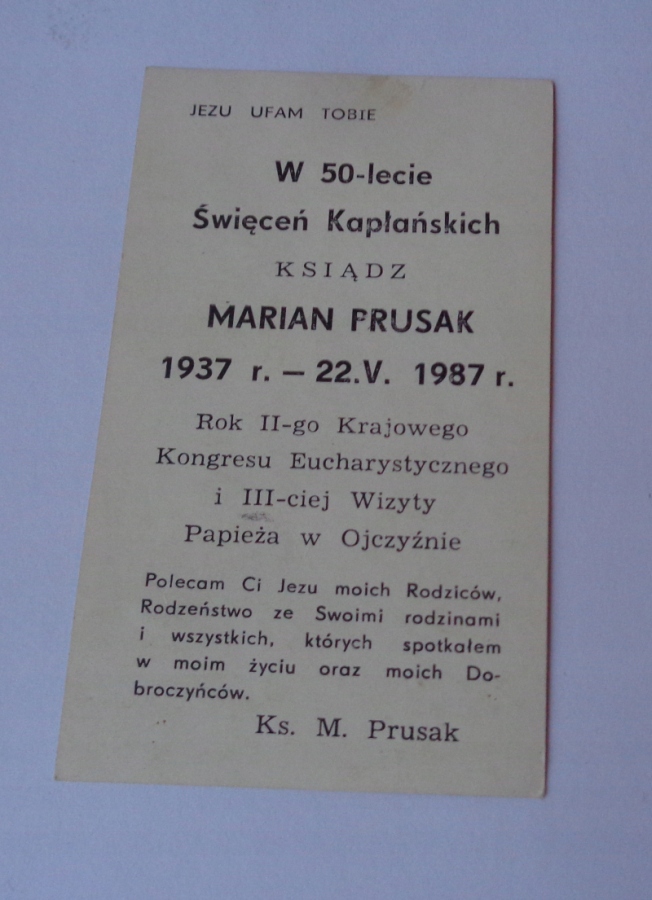 JEZU UFAM TOBIE
W 50-lecie
Święceń Kapłańskich
KSIĄDZ
MARIAN PRUSAK
1937 r. — 22.V. 1987 r.
Rok II-go Krajowego
Kongresu Eucharystycznego
i III-ciej Wizyty
Papieża w Ojczyźnie
Polecam Ci Jezu moich Rodziców,
Rodzeństwo ze Swoimi rodzinami
i wszystkich, których spotkałem
w moim życiu oraz moich Do-
broczyńców.
Ks. M. Prusak